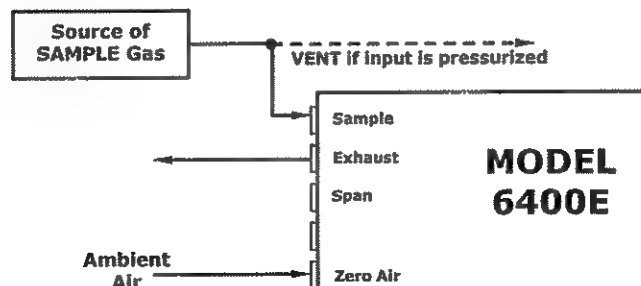 Source of
SAMPLE Gas
VENT if input is pressurized
Sample
Exhaust
Span
MODEL
6400E
Ambient
Air
Zero Air